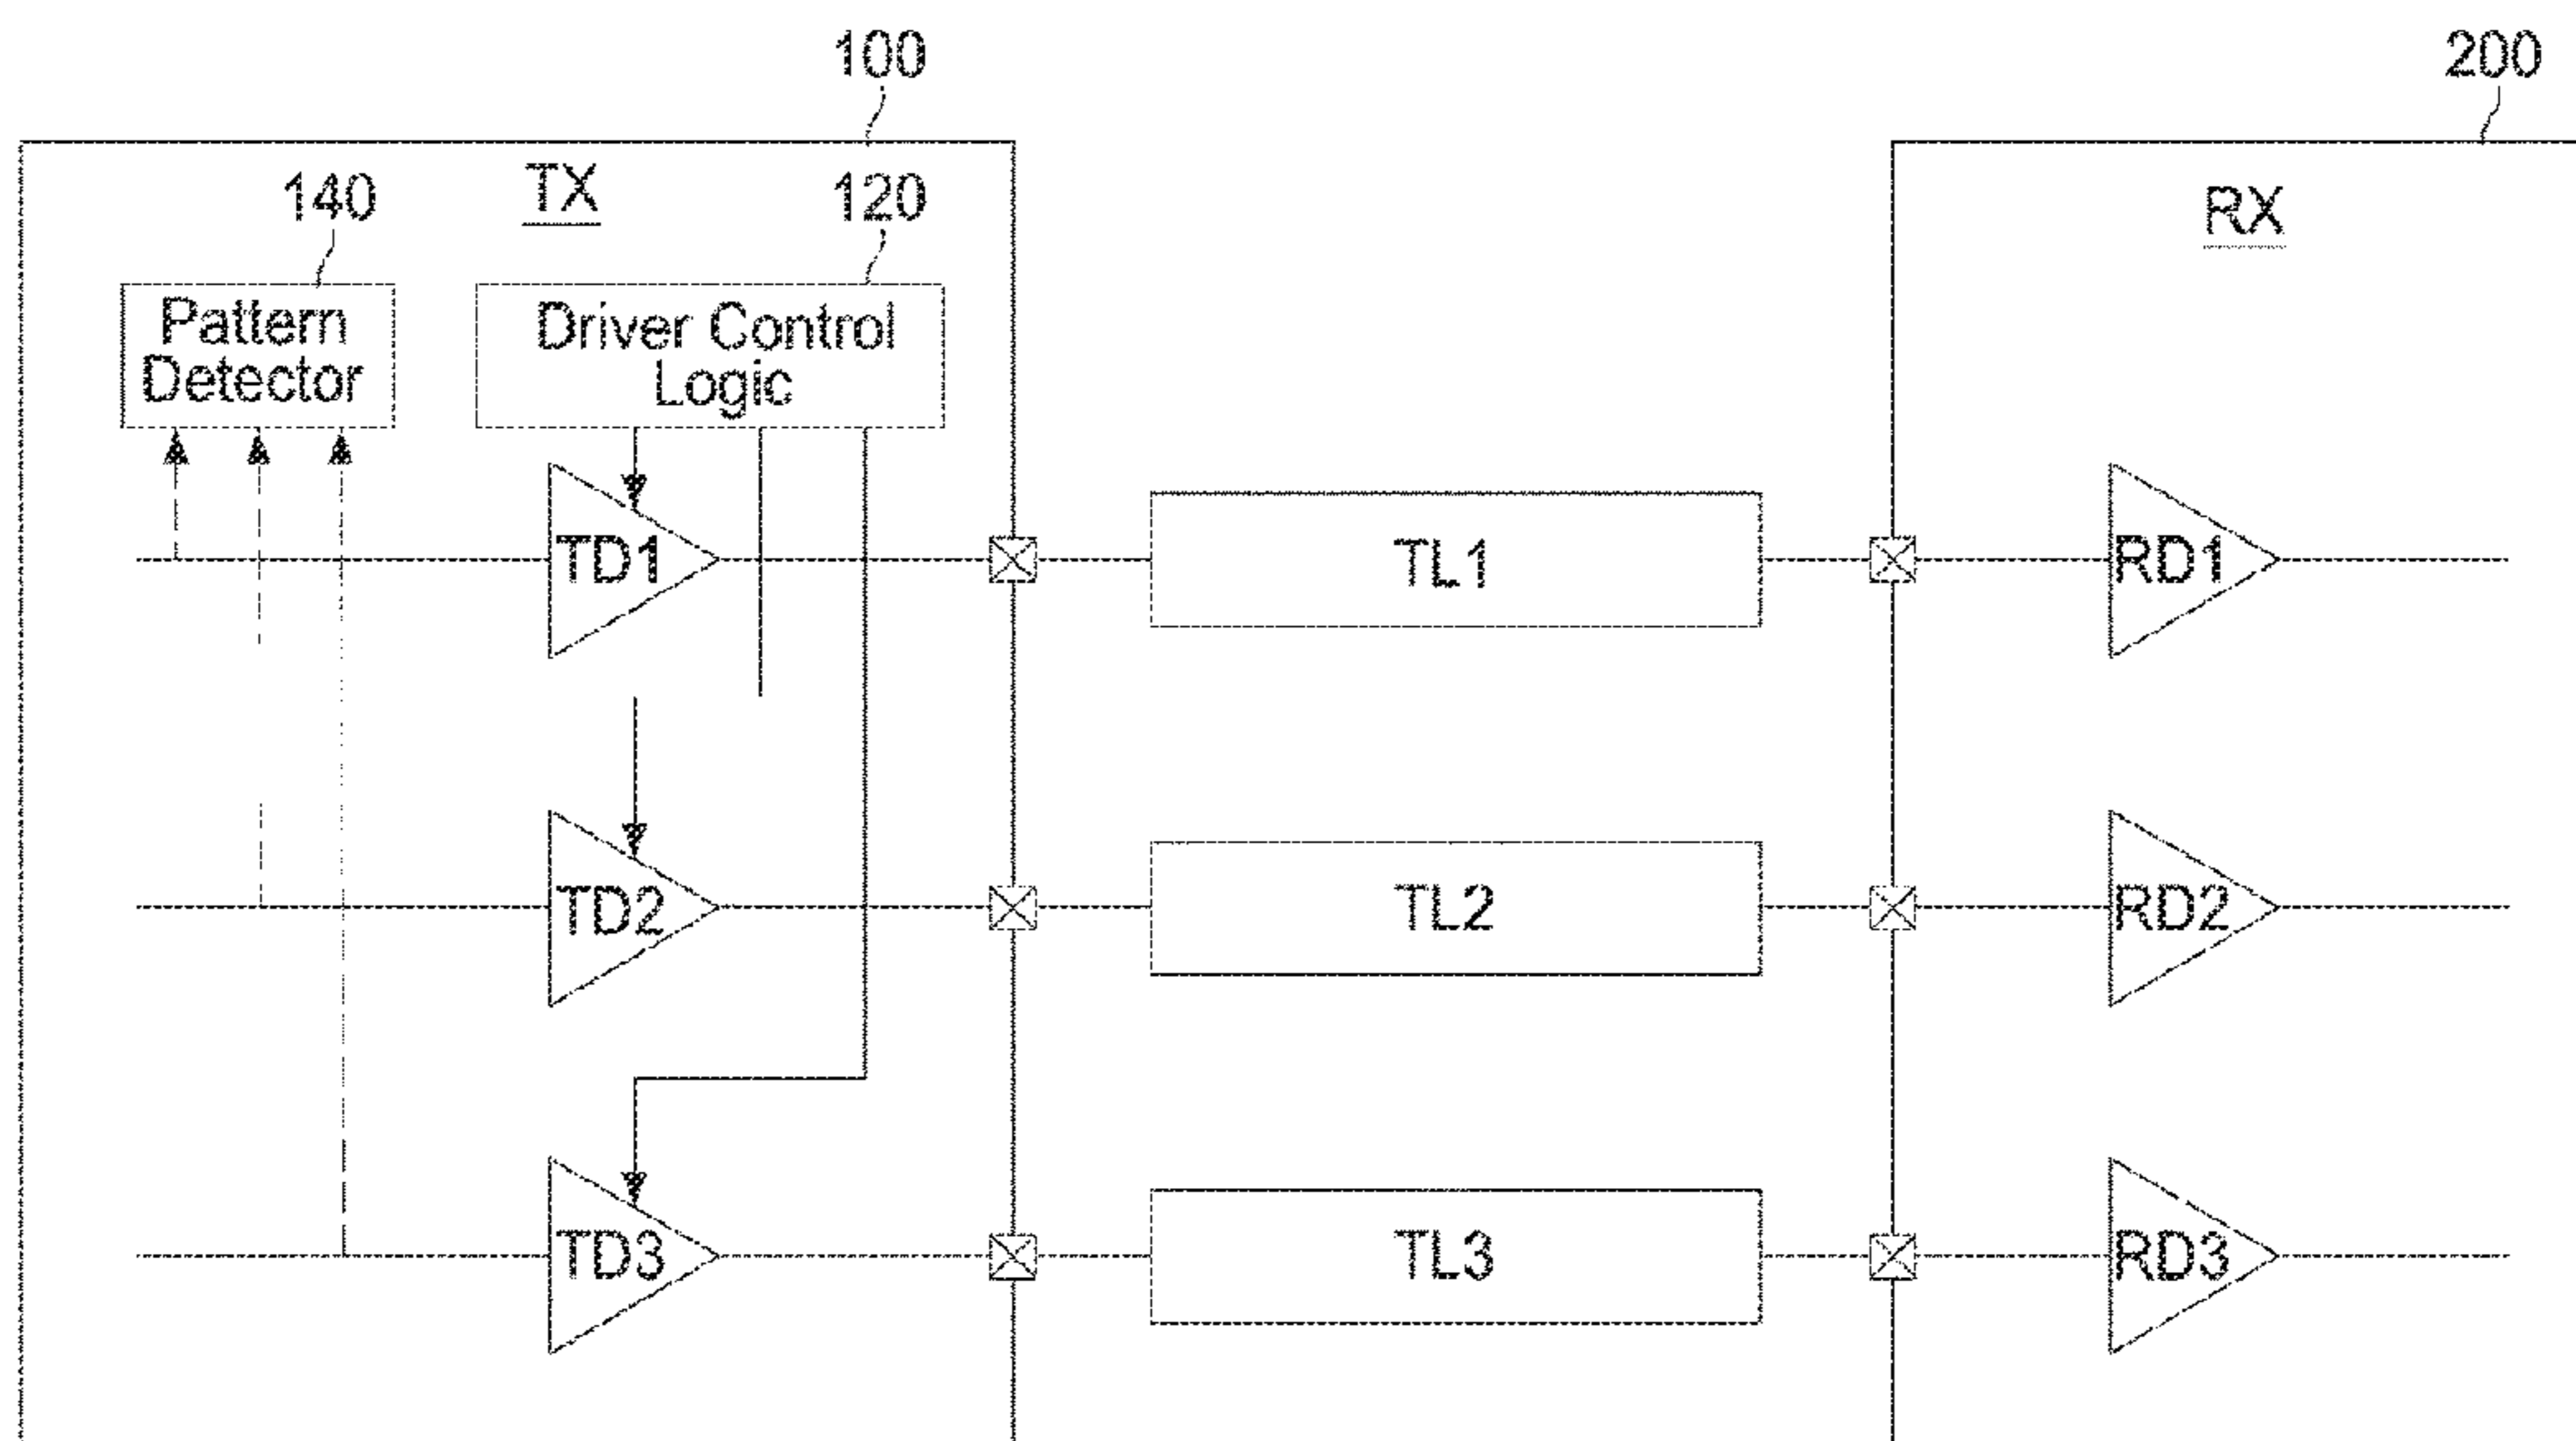 100
200
TX
RX
140
120
Pattern
Detector
Driver Control
Logic
TD1
TL1
RD1
TD2
TL2
RD2
TD3
TL3
RD3